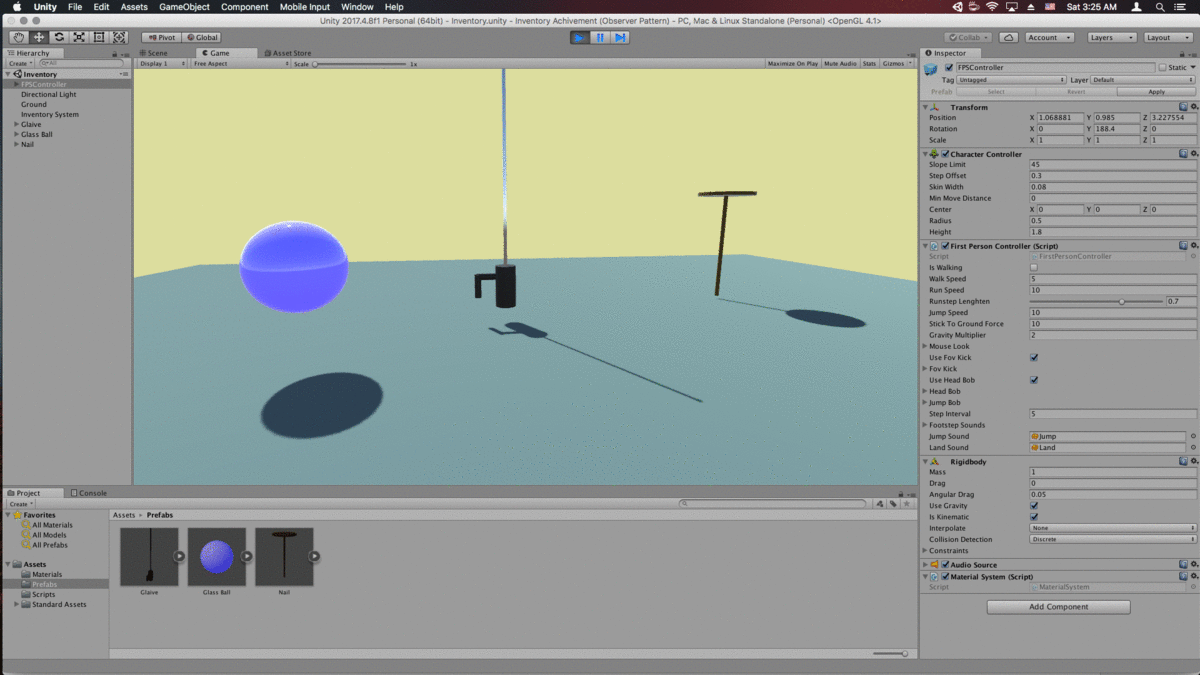 Unity File Edit Assets GameObject Component Mobile Input Window Help Sat 3:25 AM
Unity 2017.4.8f1 Personal (64bit) - Inventory.unity - Inventory Achievement (Observer Pattern) - PC, Mac & Linux Standalone (Personal) <OpenGL 4.1>
Pivot Global Collab Account Layers Layout
Hierarchy
Create All
Inventory
FPSController
Directional Light
Ground
Inventory System
Glaive
Glass Ball
Nail
Scene Game Asset Store
Display 1 Free Aspect Scale 1x Maximize On Play Mute Audio Stats Gizmos
Inspector
FPSController Static
Tag Untagged Layer Default
Prefab Select Revert Apply
Transform
Position X 1.068881 Y 0.985 Z 3.227554
Rotation X 0 Y 188.4 Z 0
Scale X 1 Y 1 Z 1
Character Controller
Slope Limit 45
Step Offset 0.3
Skin Width 0.08
Min Move Distance 0
Center X 0 Y 0 Z 0
Radius 0.5
Height 1.8
First Person Controller (Script)
Script FirstPersonController
Is Walking
Walk Speed 5
Run Speed 10
Runstep Lenghten 0.7
Jump Speed 10
Stick To Ground Force 10
Gravity Multiplier 2
Mouse Look
Use Fov Kick
Fov Kick
Use Head Bob
Head Bob
Jump Bob
Step Interval 5
Footstep Sounds
Jump Sound Jump
Land Sound Land
Rigidbody
Mass 1
Drag 0
Angular Drag 0.05
Use Gravity
Is Kinematic
Interpolate None
Collision Detection Discrete
Constraints
Audio Source
Material System (Script)
Script MaterialSystem
Add Component
Project Console
Create
Favorites
All Materials
All Models
All Prefabs
Assets
Materials
Prefabs
Scripts
Standard Assets
Assets Prefabs
Glaive Glass Ball Nail